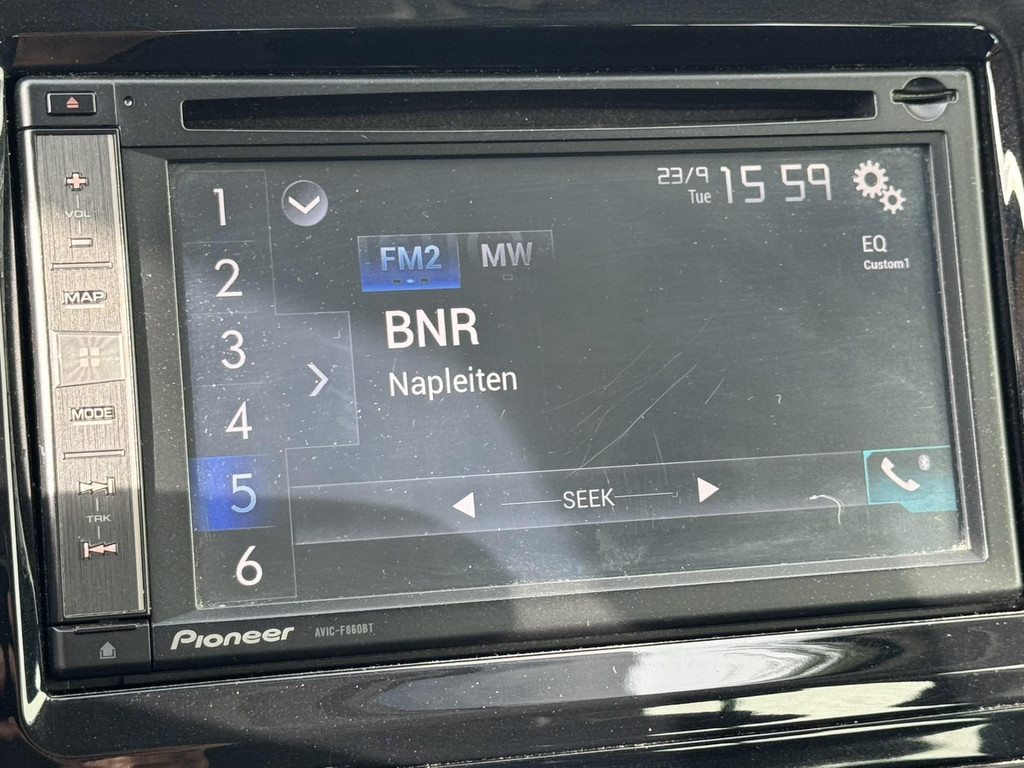 VOL
MAP
MODE
TRK
1
2
3
4
5
6
23/9
Tue
15 59
EQ
Custom1
FM2 MW
BNR
Napleiten
SEEK
Pioneer AVIC-F860BT